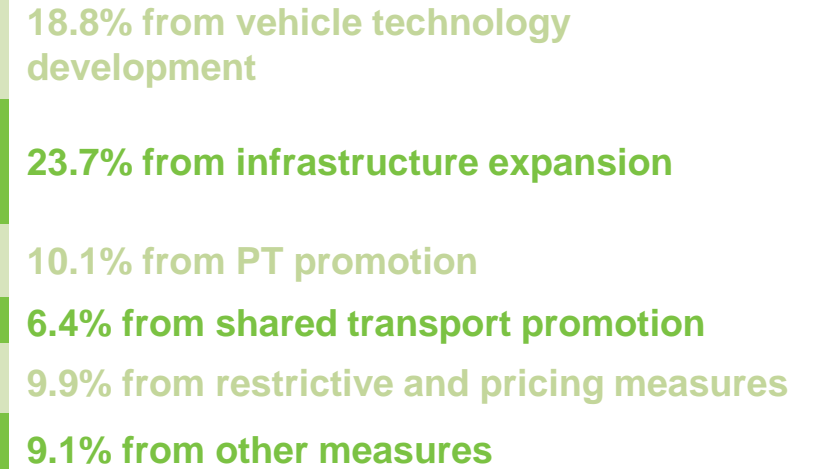 18.8% from vehicle technology
development
23.7% from infrastructure expansion
10.1% from PT promotion
6.4% from shared transport promotion
9.9% from restrictive and pricing measures
9.1% from other measures